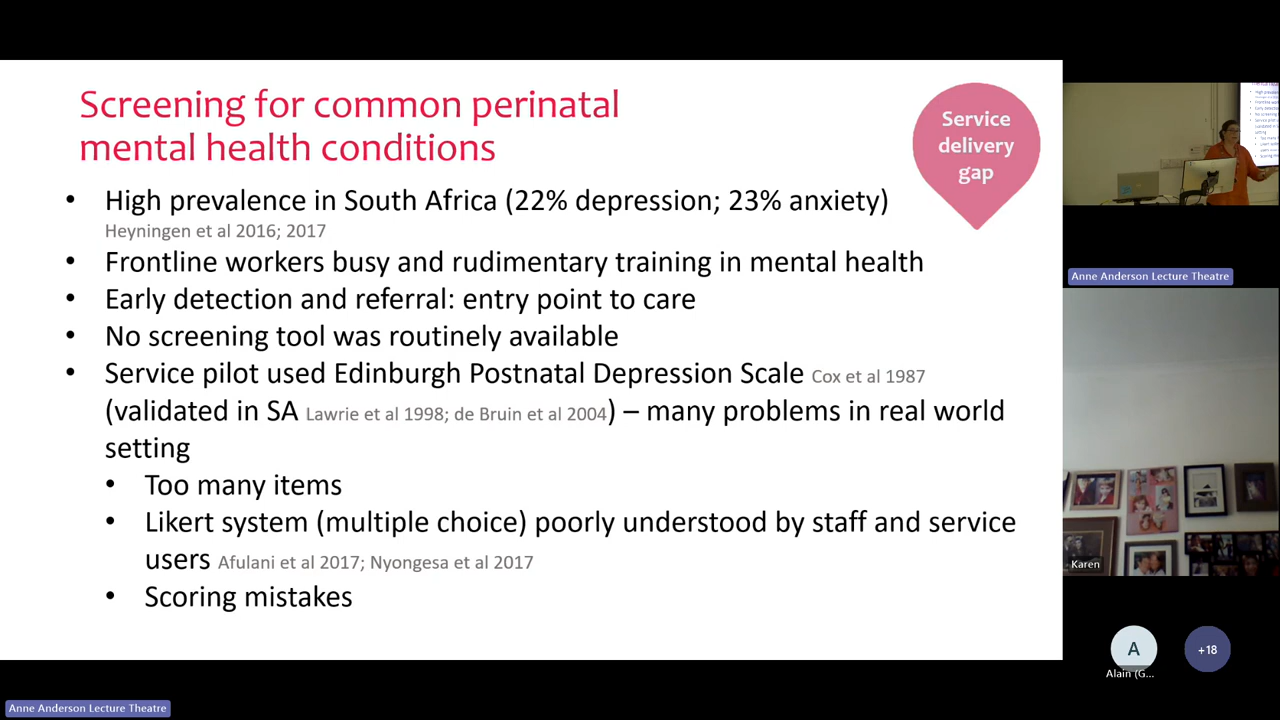 Screening for common perinatal
mental health conditions
Service
delivery
gap
• High prevalence in South Africa (22% depression; 23% anxiety)
Heyningen et al 2016; 2017
• Frontline workers busy and rudimentary training in mental health
• Early detection and referral: entry point to care
• No screening tool was routinely available
• Service pilot used Edinburgh Postnatal Depression Scale Cox et al 1987
(validated in SA Lawrie et al 1998; de Bruin et al 2004) – many problems in real world
setting
• Too many items
• Likert system (multiple choice) poorly understood by staff and service
users Afulani et al 2017; Nyongesa et al 2017
• Scoring mistakes
Anne Anderson Lecture Theatre
Karen
A
Alain (G...
+18
Anne Anderson Lecture Theatre